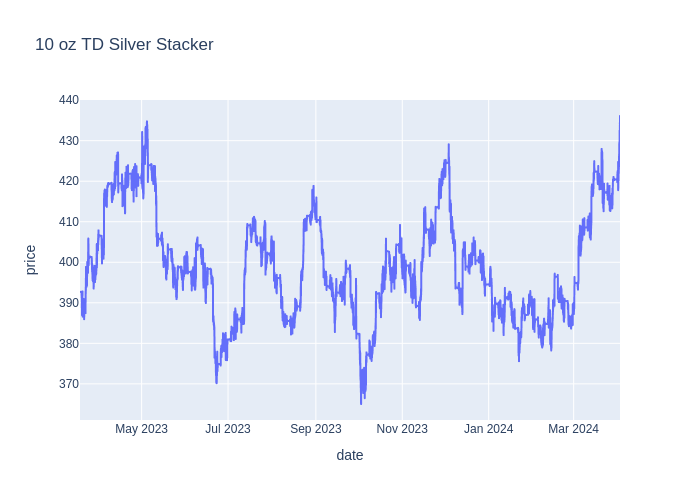 10 oz TD Silver Stacker
440
430
420
410
400
390
380
370
price
May 2023
Jul 2023
Sep 2023
Nov 2023
Jan 2024
Mar 2024
date